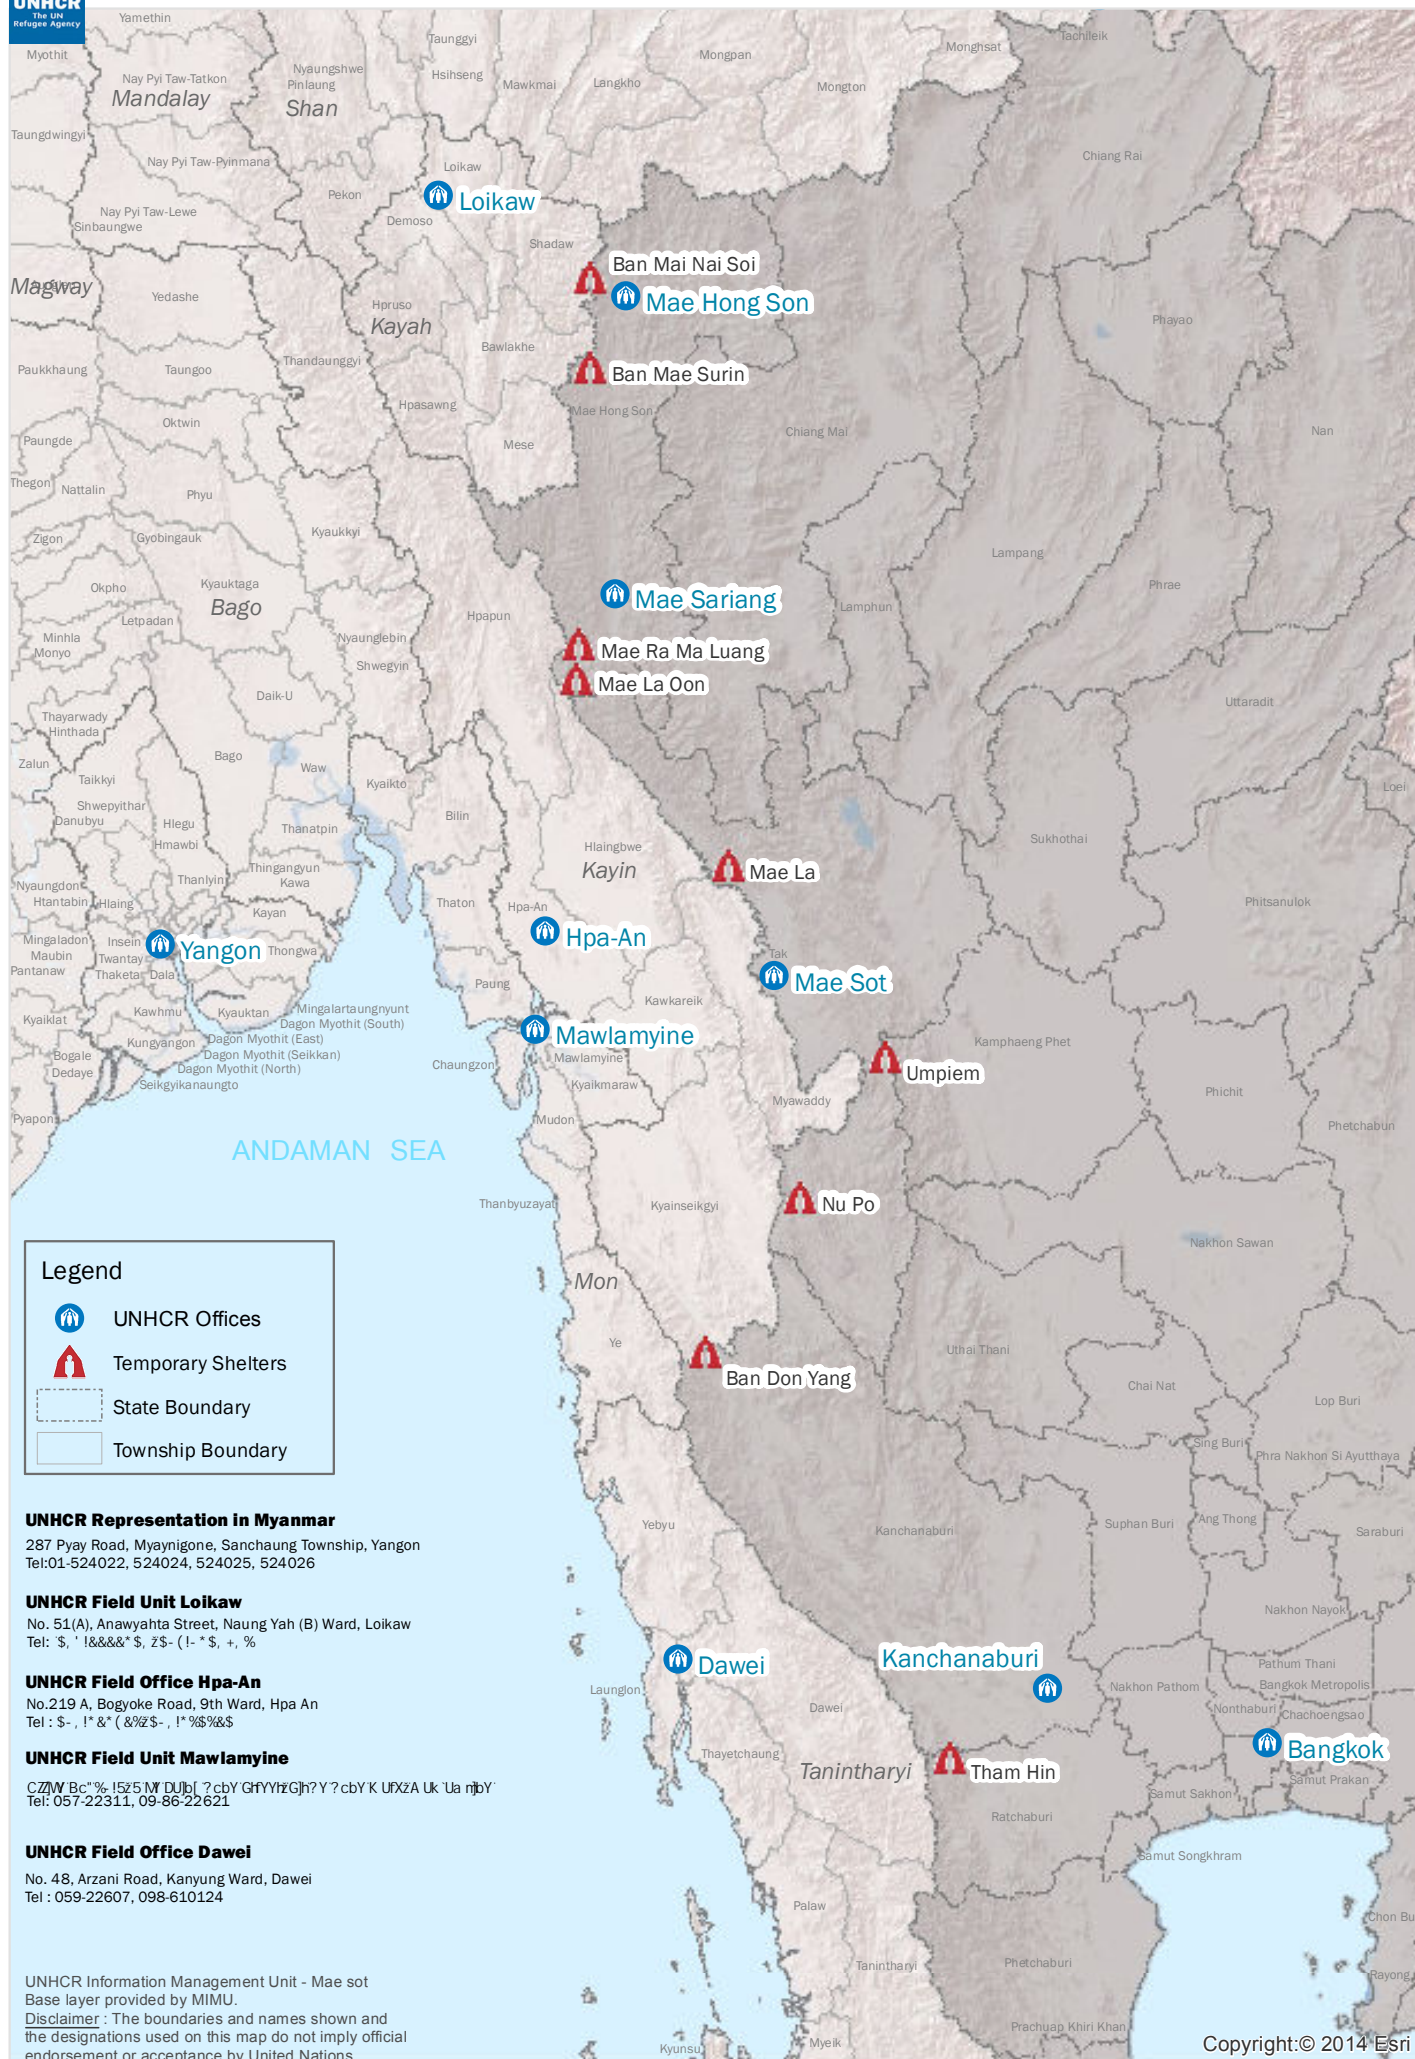 UNHCR
The UN
Refugee Agency
Yamethin
Taunggyi
Myothit
Mongpan
Monghsat
Tachileik
Nyaungshwe
Pinlaung
Hsihseng
Mawkmai
Langkho
Mongton
Nay Pyi Taw-Tatkon
Mandalay
Shan
Taungdwingyi
Nay Pyi Taw-Pyinmana
Loikaw
Chiang Rai
Pekon
Loikaw
Nay Pyi Taw-Lewe
Sinbaungwe
Demoso
Shadaw
Ban Mai Nai Soi
Magway
Yedashe
Mae Hong Son
Hpruso
Kayah
Phayao
Bawlakhe
Paukkhaung
Taungoo
Thandaunggyi
Ban Mae Surin
Hpasawng
Mae Hong Son
Oktwin
Chiang Mai
Nan
Paungde
Mese
Thegon
Nattalin
Phyu
Kyaukkyi
Zigon
Gyobingauk
Lampang
Okpho
Kyauktaga
Bago
Phrae
Mae Sariang
Lamphun
Letpadan
Hpapun
Minhla
Monyo
Nyaunglebin
Mae Ra Ma Luang
Shwegyin
Mae La Oon
Daik-U
Uttaradit
Thayarwady
Hinthada
Bago
Zalun
Waw
Taikkyi
Kyaikto
Loei
Shwepyithar
Danubyu
Bilin
Hlegu
Thanatpin
Sukhothai
Hmawbi
Hlaingbwe
Kayin
Mae La
Thingangyun
Kawa
Thanlyin
Nyaungdon
Htantabin
Hlaing
Thaton
Hpa-An
Phitsanulok
Kayan
Hpa-An
Mingaladon
Maubin
Pantanaw
Insein
Twantay
Thaketa
Dala
Yangon
Thongwa
Tak
Mae Sot
Paung
Kawkareik
Kyaiklat
Kawhmu
Kyauktan
Mingalartaungnyunt
Dagon Myothit (South)
Mawlamyine
Kungyangon
Dagon Myothit (East)
Dagon Myothit (Seikkan)
Dagon Myothit (North)
Seikgyikanaungto
Bogale
Dedaye
Chaungzon
Mawlamyine
Kyaikmaraw
Kamphaeng Phet
Umpiem
Phichit
Myawaddy
Pyapon
Mudon
Phetchabun
ANDAMAN SEA
Thanbyuzayat
Kyainseikgyi
Nu Po
Nakhon Sawan
Mon
Ye
Uthai Thani
Ban Don Yang
Chai Nat
Lop Buri
Sing Buri
Phra Nakhon Si Ayutthaya
Legend
UNHCR Offices
Temporary Shelters
State Boundary
Township Boundary
Yebyu
Kanchanaburi
Suphan Buri
Ang Thong
Saraburi
UNHCR Representation in Myanmar
287 Pyay Road, Myaynigone, Sanchaung Township, Yangon
Tel:01-524022, 524024, 524025, 524026
UNHCR Field Unit Loikaw
No. 51(A), Anawyahta Street, Naung Yah (B) Ward, Loikaw
Tel:
UNHCR Field Office Hpa-An
No.219 A, Bogyoke Road, 9th Ward, Hpa An
Tel :
UNHCR Field Unit Mawlamyine
Tel: 057-22311, 09-86-22621
UNHCR Field Office Dawei
No. 48, Arzani Road, Kanyung Ward, Dawei
Tel : 059-22607, 098-610124
Nakhon Nayok
Dawei
Kanchanaburi
Pathum Thani
Launglon
Dawei
Nakhon Pathom
Bangkok Metropolis
Nonthaburi
Chachoengsao
Bangkok
Thayetchaung
Tanintharyi
Tham Hin
Samut Prakan
Samut Sakhon
Ratchaburi
Samut Songkhram
Palaw
Chon Bu
Tanintharyi
Phetchaburi
Rayong
Prachuap Khiri Khan
Myeik
Kyunsu
UNHCR Information Management Unit - Mae sot
Base layer provided by MIMU.
Disclaimer : The boundaries and names shown and
the designations used on this map do not imply official
endorsement or acceptance by United Nations
Copyright:© 2014 Esri